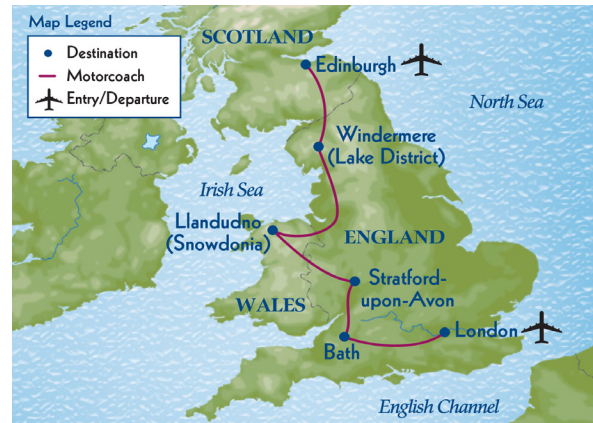 Map Legend
Destination
Motorcoach
Entry/Departure
SCOTLAND
Edinburgh
North Sea
Windermere
(Lake District)
Irish Sea
Llandudno
(Snowdonia)
ENGLAND
Stratford-
upon-Avon
WALES
London
Bath
English Channel